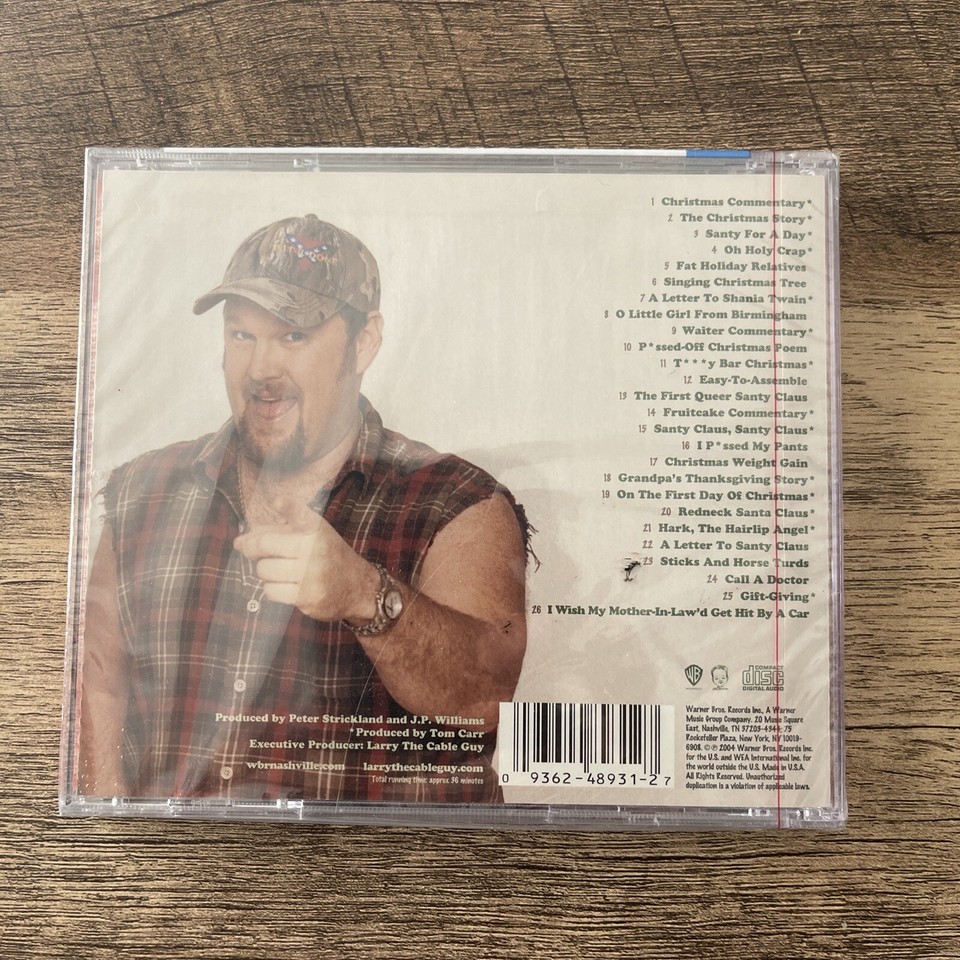 1 Christmas Commentary*
2 The Christmas Story*
3 Santy For A Day*
4 Oh Holy Crap*
5 Fat Holiday Relatives
6 Singing Christmas Tree
7 A Letter To Shania Twain*
8 O Little Girl From Birmingham
9 Waiter Commentary*
10 P*ssed-Off Christmas Poem
11 T***y Bar Christmas*
12 Easy-To-Assemble
13 The First Queer Santy Claus
14 Fruitcake Commentary*
15 Santy Claus, Santy Claus*
16 I P*ssed My Pants
17 Christmas Weight Gain
18 Grandpa's Thanksgiving Story*
19 On The First Day Of Christmas*
20 Redneck Santa Claus*
21 Hark, The Hairlip Angel*
22 A Letter To Santy Claus
23 Sticks And Horse Turds
24 Call A Doctor
25 Gift-Giving*
26 I Wish My Mother-In-Law'd Get Hit By A Car
Produced by Peter Strickland and J.P. Williams
*Produced by Tom Carr
Executive Producer: Larry The Cable Guy
wbrnashville.com larrythecableguy.com
Total running time: approx 36 minutes
0 9362-48931-2 7
WB
COMPACT
disc
DIGITAL AUDIO
Warner Bros. Records Inc., A Warner
Music Group Company. 20 Music Square
East, Nashville, TN 37203-4344; 75
Rockefeller Plaza, New York, NY 10019-
6908. © ℗ 2004 Warner Bros. Records Inc.
for the U.S. and WEA International Inc. for
the world outside the U.S. Made in U.S.A.
All Rights Reserved. Unauthorized
duplication is a violation of applicable laws.